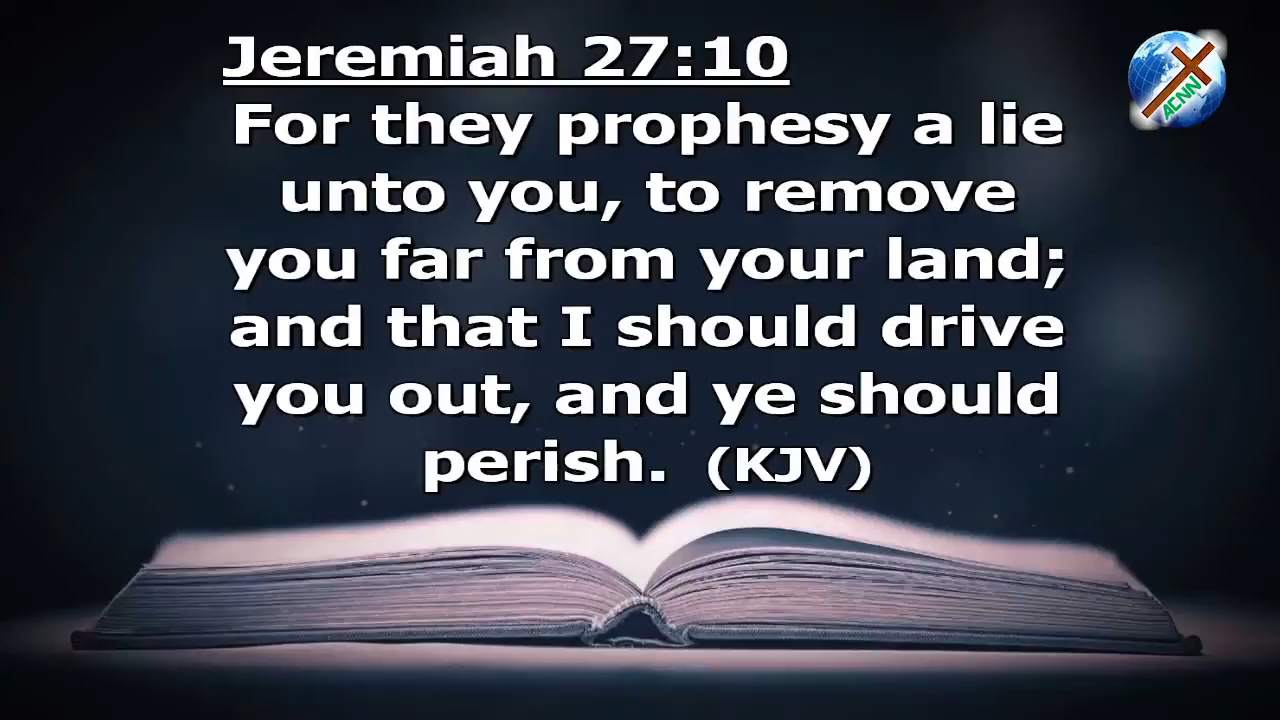 Jeremiah 27:10
For they prophesy a lie
unto you, to remove
you far from your land;
and that I should drive
you out, and ye should
perish. (KJV)
ACNN